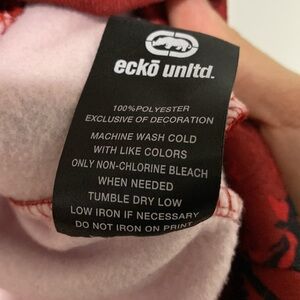 eckō unltd.
100% POLYESTER
EXCLUSIVE OF DECORATION
MACHINE WASH COLD
WITH LIKE COLORS
ONLY NON-CHLORINE BLEACH
WHEN NEEDED
TUMBLE DRY LOW
LOW IRON IF NECESSARY
DO NOT IRON ON PRINT